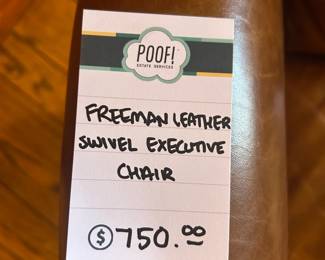 POOF!
ESTATE SERVICES
FREEMAN LEATHER
SWIVEL EXECUTIVE
CHAIR
$ 750.00